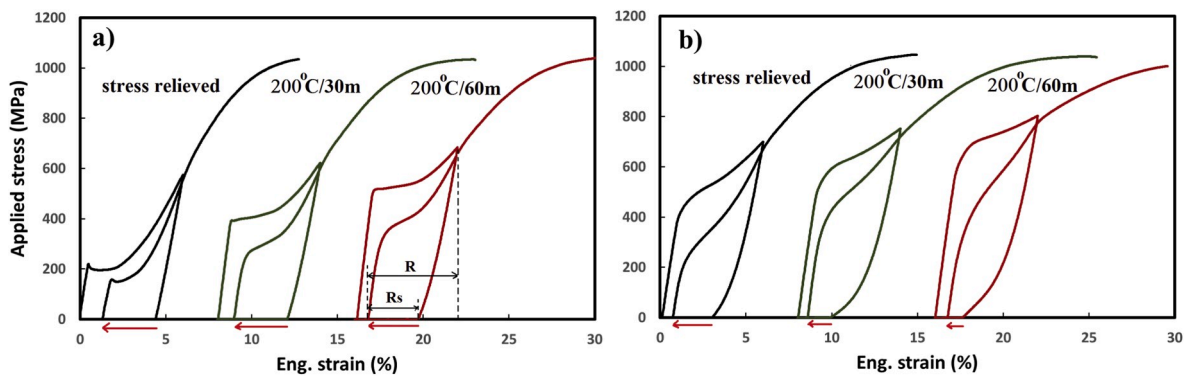 a)
stress relieved
200°C/30m
200°C/60m
R
Rs
Applied stress (MPa)
1200
1000
800
600
400
200
0
0 5 10 15 20 25 30
Eng. strain (%)
b)
stress relieved
200°C/30m
200°C/60m
1200
1000
800
600
400
200
0
0 5 10 15 20 25 30
Eng. strain (%)